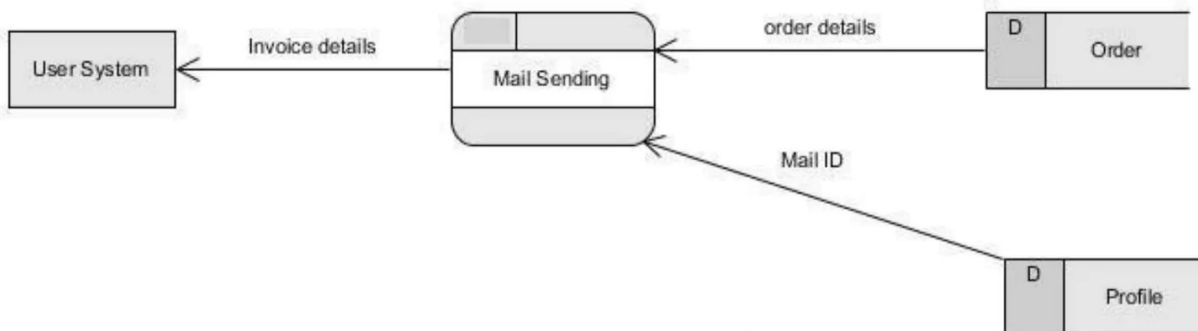 order details
D
Order
Invoice details
User System
Mail Sending
Mail ID
D
Profile